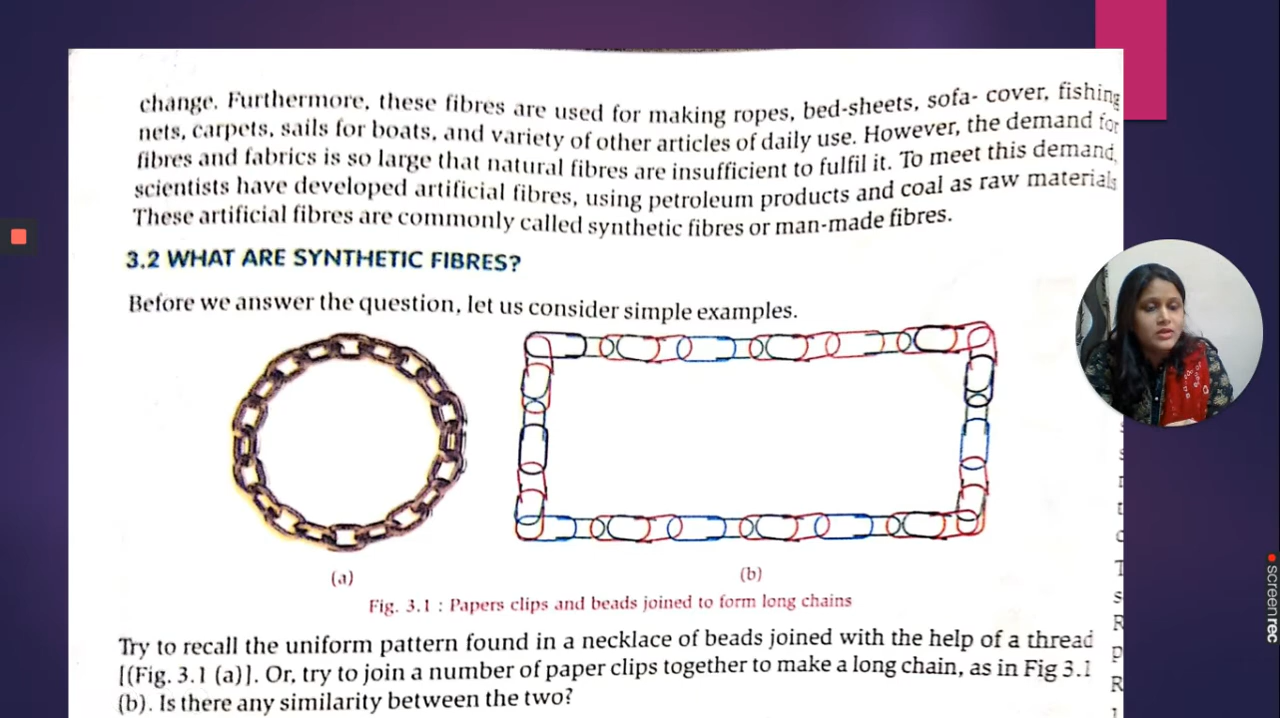 change. Furthermore, these fibres are used for making ropes, bed-sheets, sofa- cover, fishing
nets, carpets, sails for boats, and variety of other articles of daily use. However, the demand for
fibres and fabrics is so large that natural fibres are insufficient to fulfil it. To meet this demand,
scientists have developed artificial fibres, using petroleum products and coal as raw materials
These artificial fibres are commonly called synthetic fibres or man-made fibres.
3.2 WHAT ARE SYNTHETIC FIBRES?
Before we answer the question, let us consider simple examples.
(a)
(b)
Fig. 3.1 : Papers clips and beads joined to form long chains
Try to recall the uniform pattern found in a necklace of beads joined with the help of a thread
[(Fig. 3.1 (a)]. Or, try to join a number of paper clips together to make a long chain, as in Fig 3.1
(b). Is there any similarity between the two?
screenrec